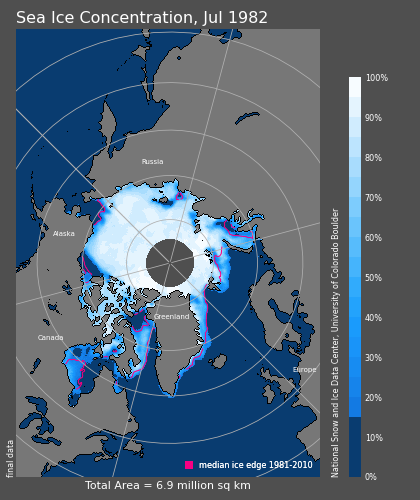 Sea Ice Concentration, Jul 1982
100%
90%
80%
70%
60%
50%
40%
30%
20%
10%
0%
Russia
Alaska
Greenland
Canada
Europe
National Snow and Ice Data Center, University of Colorado Boulder
final data
median ice edge 1981-2010
Total Area = 6.9 million sq km